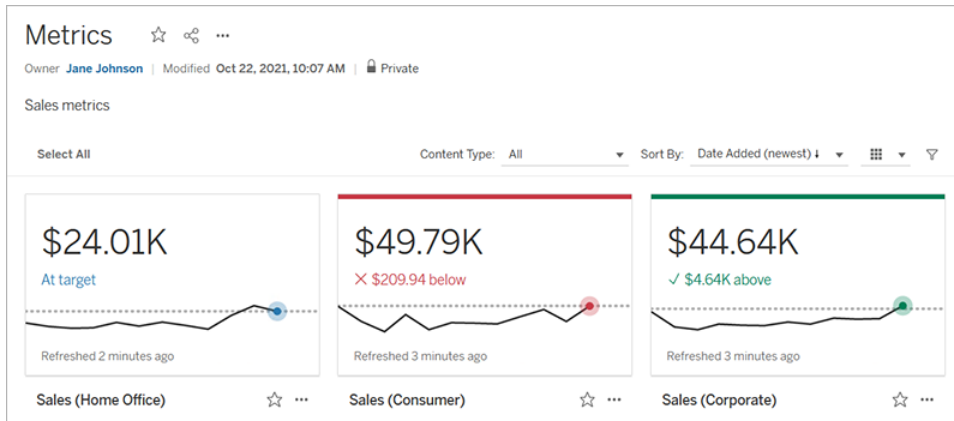 Metrics
Owner Jane Johnson | Modified Oct 22, 2021, 10:07 AM | Private
Sales metrics
Select All
Content Type: All
Sort By: Date Added (newest) ↓
$24.01K
At target
Refreshed 2 minutes ago
Sales (Home Office)
$49.79K
$209.94 below
Refreshed 3 minutes ago
Sales (Consumer)
$44.64K
$4.64K above
Refreshed 3 minutes ago
Sales (Corporate)